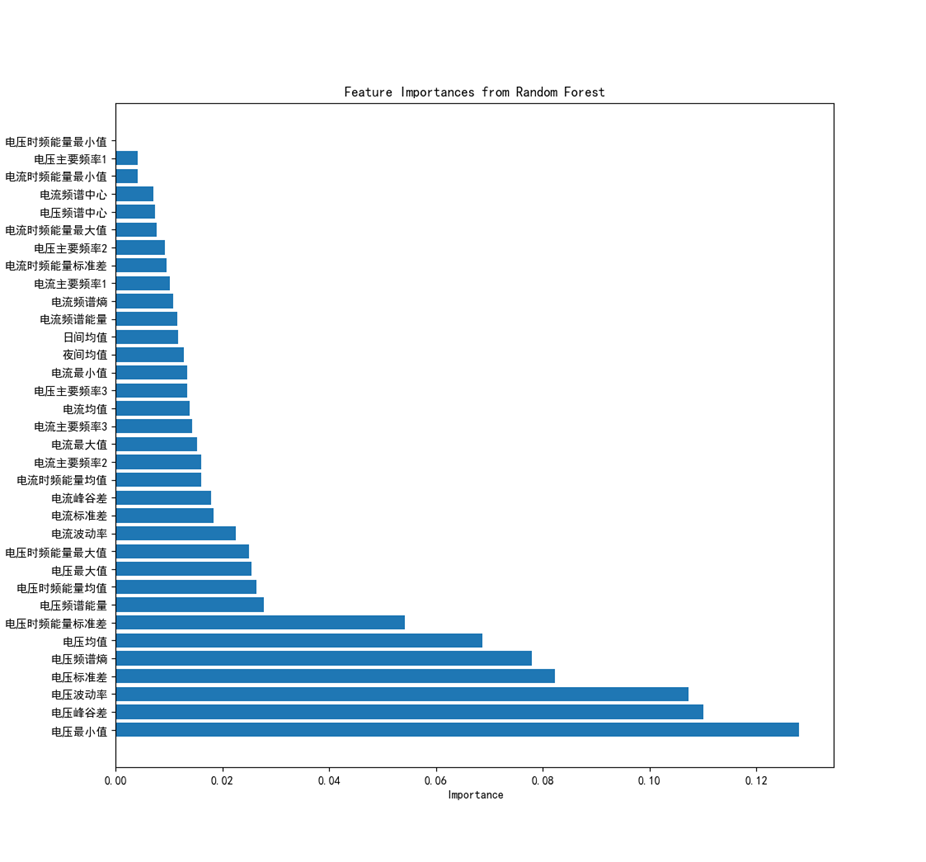 Feature Importances from Random Forest
电压时频能量最小值
电压主要频率1
电流时频能量最小值
电流频谱中心
电压频谱中心
电流时频能量最大值
电压主要频率2
电流时频能量标准差
电流主要频率1
电流频谱熵
电流频谱能量
日间均值
夜间均值
电流最小值
电压主要频率3
电流均值
电流主要频率3
电流最大值
电流主要频率2
电流时频能量均值
电流峰谷差
电流标准差
电流波动率
电压时频能量最大值
电压最大值
电压时频能量均值
电压频谱能量
电压时频能量标准差
电压均值
电压频谱熵
电压标准差
电压波动率
电压峰谷差
电压最小值
0.00 0.02 0.04 0.06 0.08 0.10 0.12
Importance